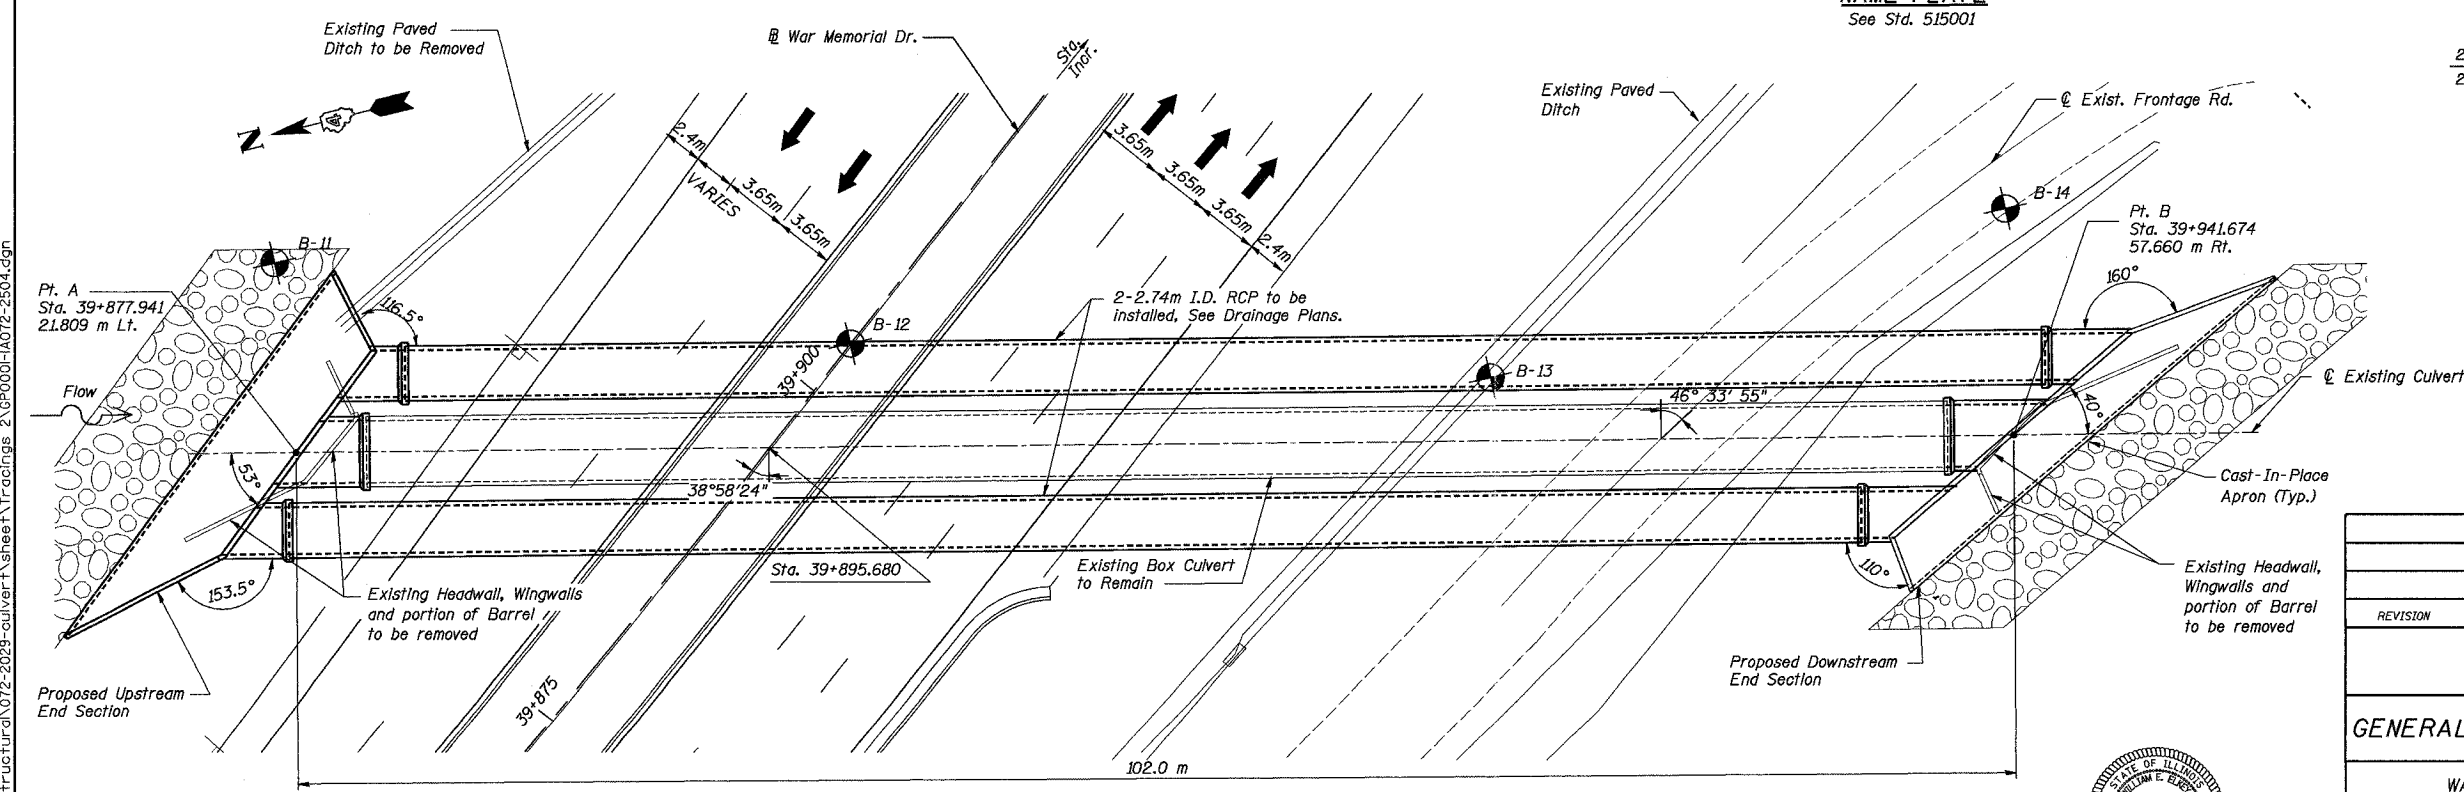 See Std. 515001
Existing Paved
Ditch to be Removed
℄ War Memorial Dr.
Sta.
Incr.
Existing Paved
Ditch
℄ Exist. Frontage Rd.
N
2.4m
VARIES
3.65m
3.65m
3.65m
3.65m
3.65m
2.4m
B-11
B-14
Pt. B
Sta. 39+941.674
57.660 m Rt.
Pt. A
Sta. 39+877.941
21.809 m Lt.
116.5°
160°
2-2.74m I.D. RCP to be
installed, See Drainage Plans.
B-12
39+900
B-13
Flow
46° 33' 55"
40°
℄ Existing Culvert
53°
38°58'24"
Cast-In-Place
Apron (Typ.)
Sta. 39+895.680
Existing Box Culvert
to Remain
153.5°
110°
Existing Headwall, Wingwalls
and portion of Barrel
to be removed
Existing Headwall,
Wingwalls and
portion of Barrel
to be removed
REVISION
Proposed Upstream
End Section
39+875
Proposed Downstream
End Section
GENERAL
102.0 m
STATE OF ILLINOIS
WILLIAM E.